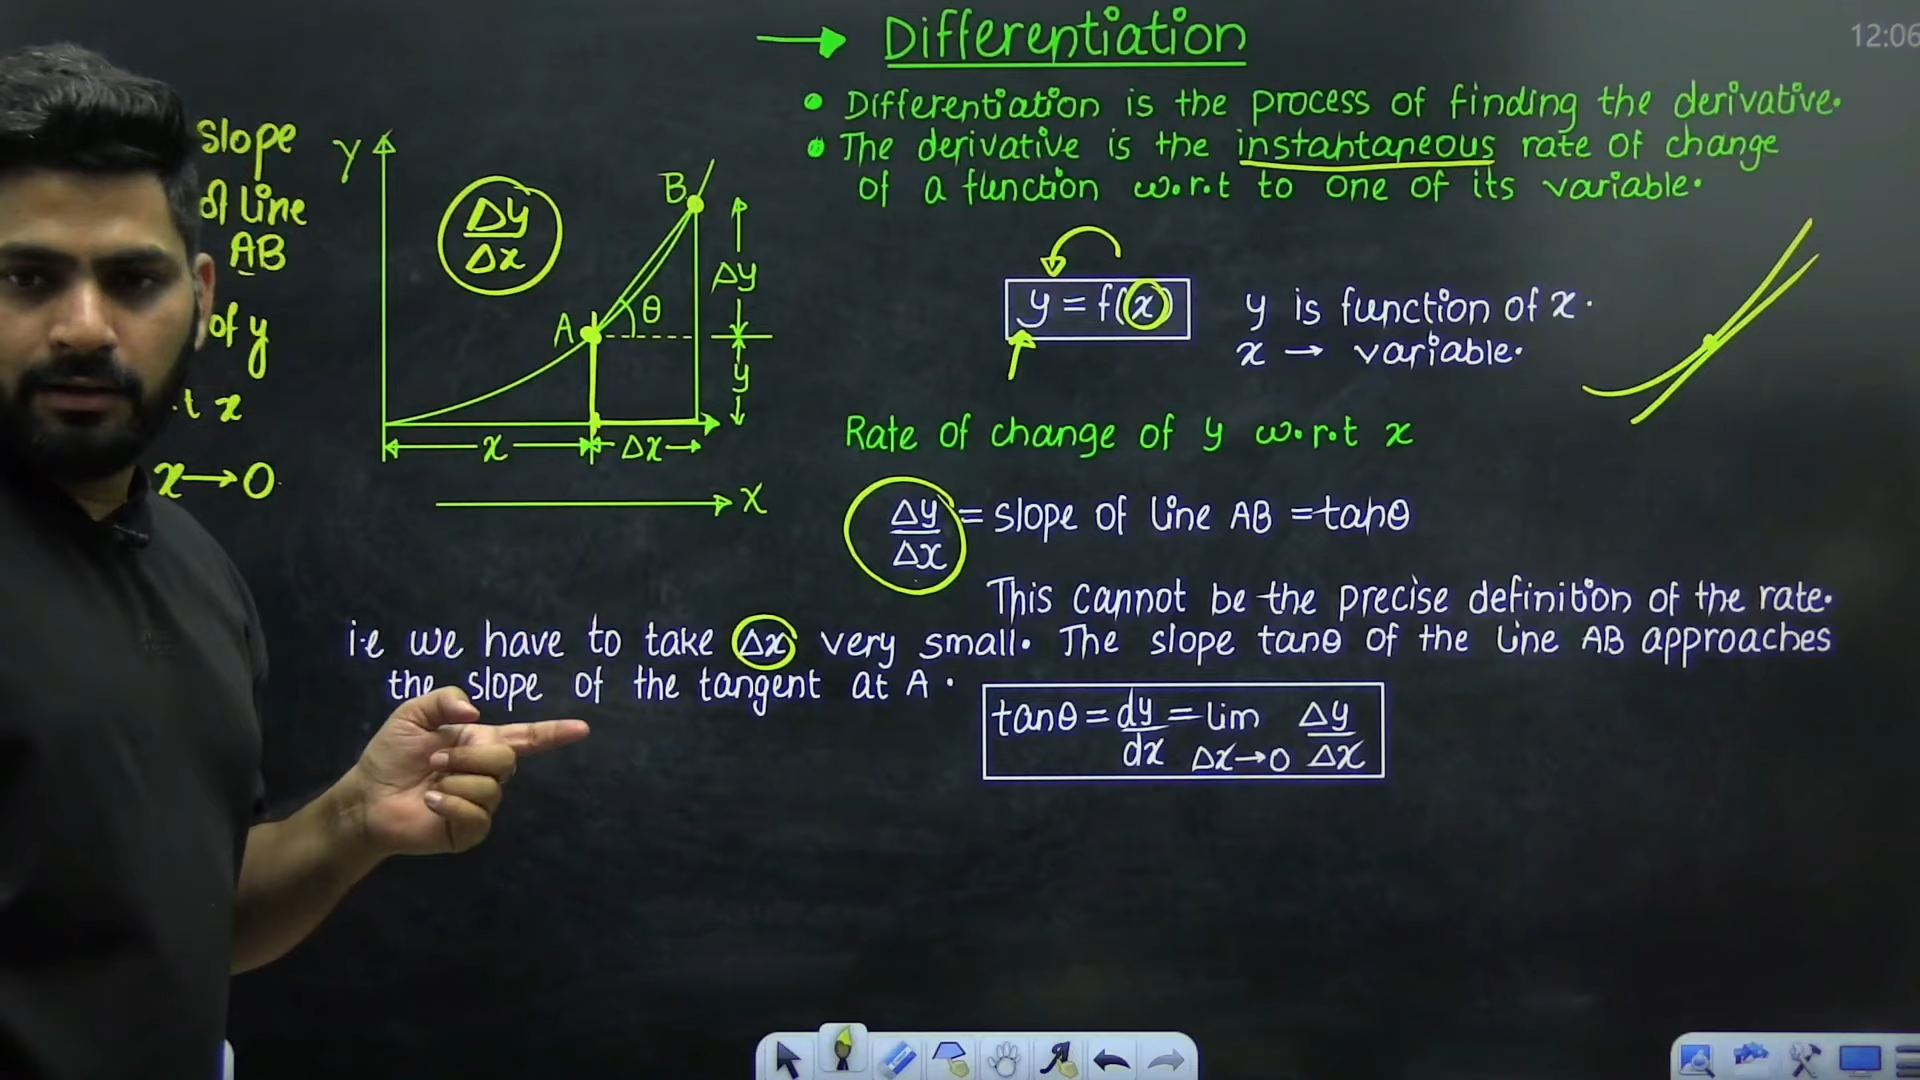 12:06
→ Differentiation
• Differentiation is the process of finding the derivative.
• The derivative is the instantaneous rate of change
of a function w.r.t to one of its variable.
slope
of line
AB
of y
x
x→0
Y
Δy/Δx
B
A
θ
Δy
y
x
Δx
X
y = f(x)
y is function of x.
x → variable.
Rate of change of y w.r.t x
Δy/Δx = slope of line AB = tanθ
This cannot be the precise definition of the rate.
i.e we have to take Δx very small. The slope tanθ of the line AB approaches
the slope of the tangent at A.
tanθ = dy/dx = lim Δx→0 Δy/Δx